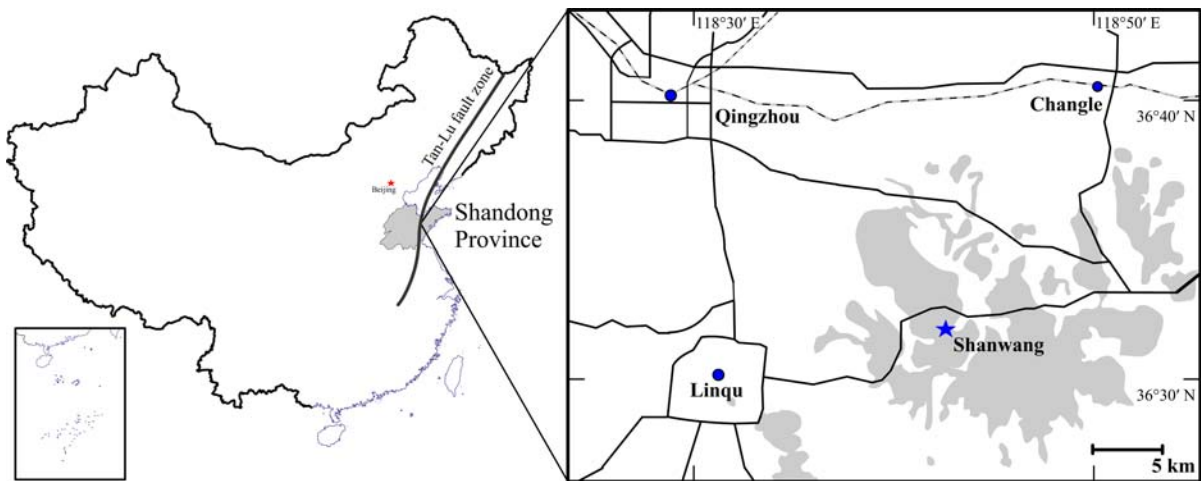 Tan-Lu fault zone
Beijing
Shandong
Province
118°30′ E
118°50′ E
Qingzhou
Changle
36°40′ N
Shanwang
Linqu
36°30′ N
5 km